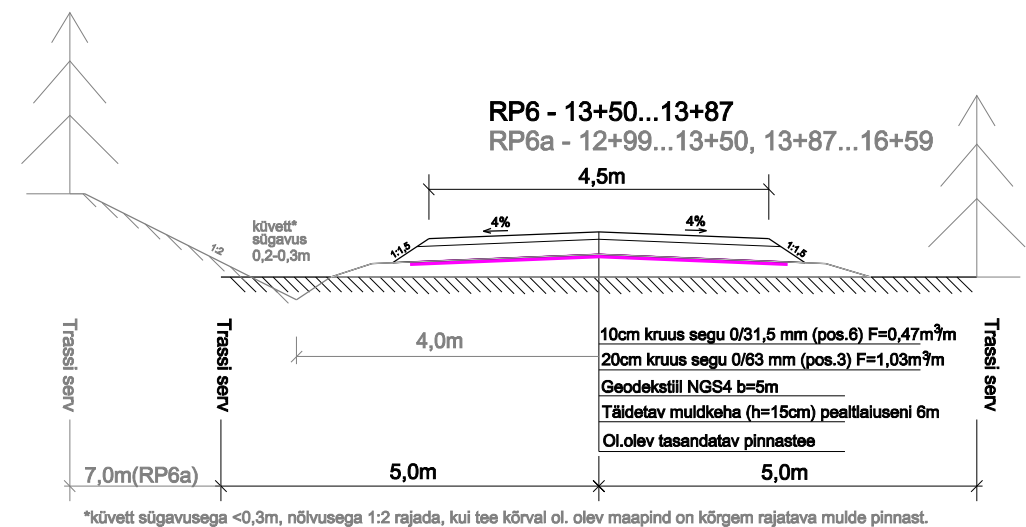 RP6 - 13+50...13+87
RP6a - 12+99...13+50, 13+87...16+59
4,5m
4%
4%
küvett*
sügavus
0,2-0,3m
1:2
1:1,5
1:1,5
4,0m
10cm kruus segu 0/31,5 mm (pos.6) F=0,47m³/m
20cm kruus segu 0/63 mm (pos.3) F=1,03m³/m
Geodekstiil NGS4 b=5m
Täidetav muldkeha (h=15cm) pealtlaiuseni 6m
Ol.olev tasandatav pinnastee
Trassi serv
Trassi serv
Trassi serv
7,0m(RP6a)
5,0m
5,0m
*küvett sügavusega <0,3m, nõlvusega 1:2 rajada, kui tee kõrval ol. olev maapind on kõrgem rajatava mulde pinnast.